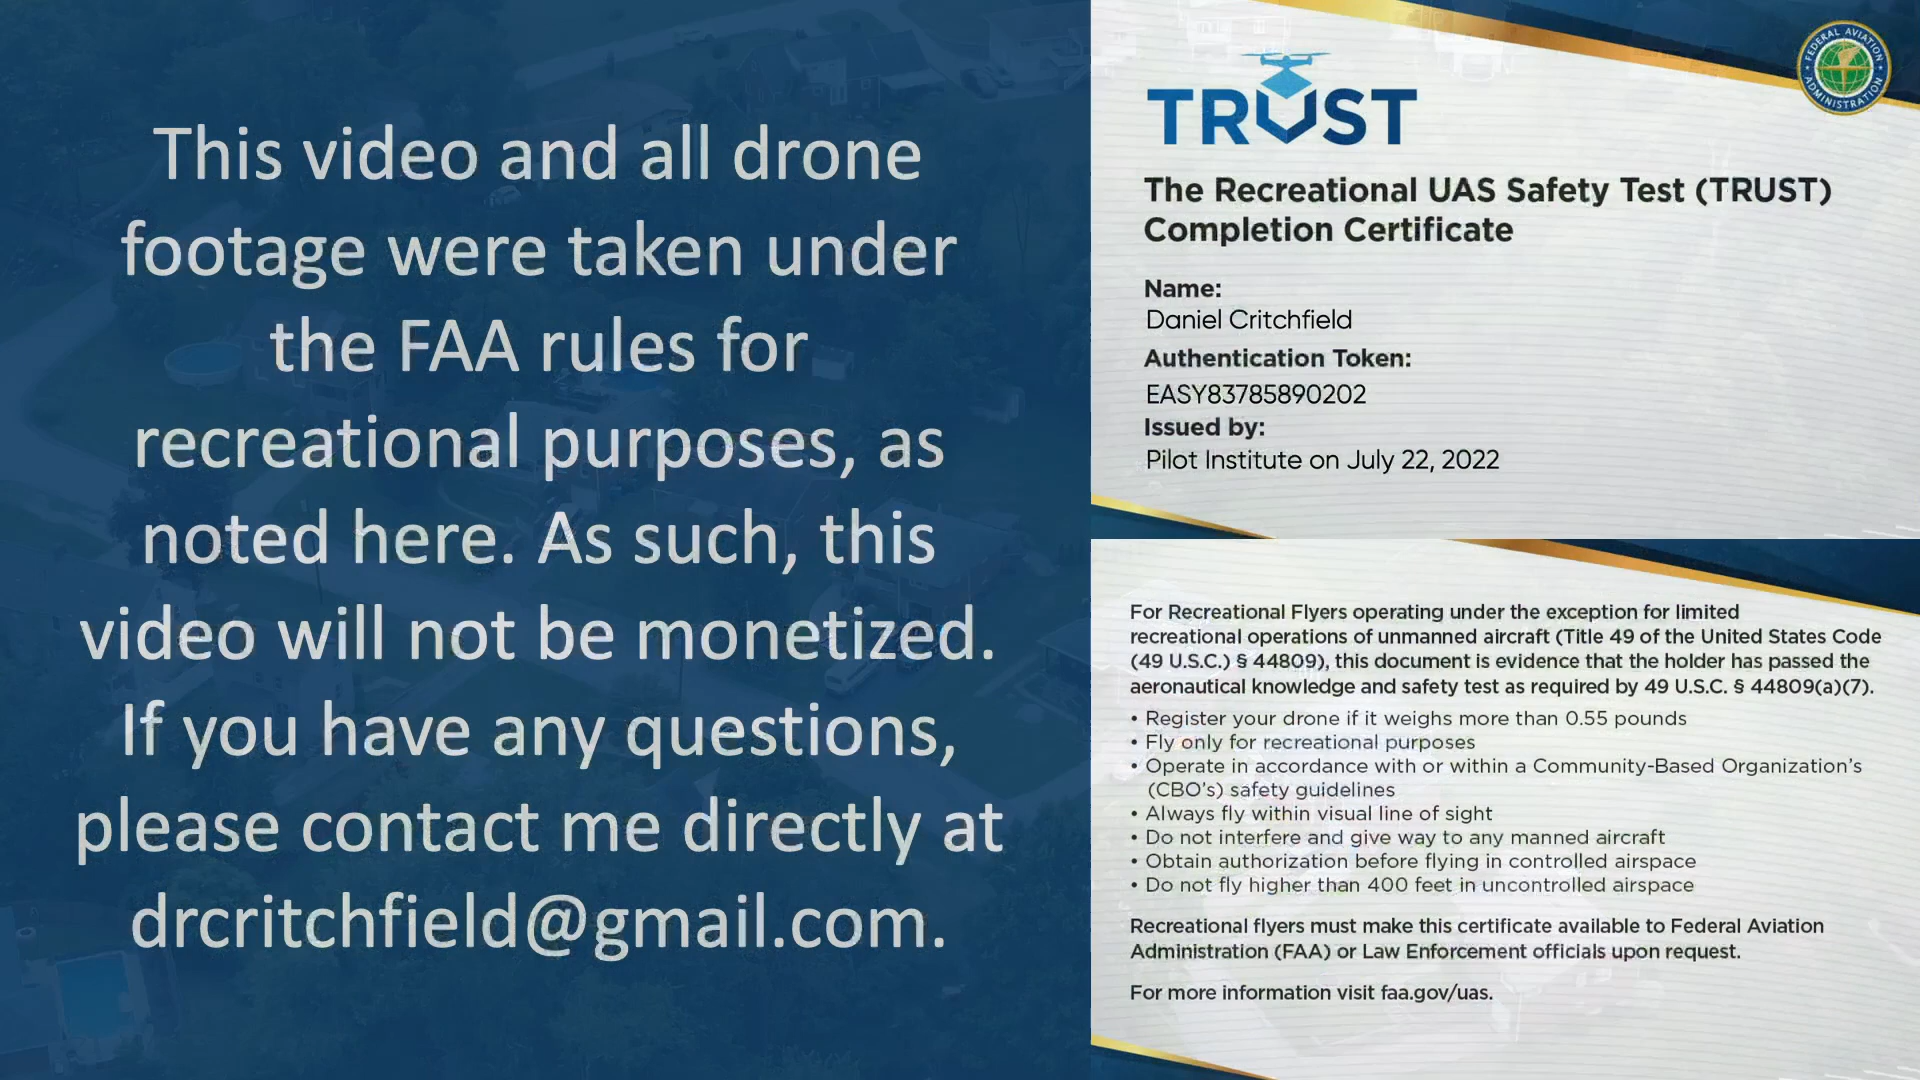 This video and all drone
footage were taken under
the FAA rules for
recreational purposes, as
noted here. As such, this
video will not be monetized.
If you have any questions,
please contact me directly at
drcritchfield@gmail.com.
FEDERAL AVIATION
ADMINISTRATION
TRUST
The Recreational UAS Safety Test (TRUST)
Completion Certificate
Name:
Daniel Critchfield
Authentication Token:
EASY83785890202
Issued by:
Pilot Institute on July 22, 2022
For Recreational Flyers operating under the exception for limited
recreational operations of unmanned aircraft (Title 49 of the United States Code
(49 U.S.C.) § 44809), this document is evidence that the holder has passed the
aeronautical knowledge and safety test as required by 49 U.S.C. § 44809(a)(7).
• Register your drone if it weighs more than 0.55 pounds
• Fly only for recreational purposes
• Operate in accordance with or within a Community-Based Organization's
(CBO's) safety guidelines
• Always fly within visual line of sight
• Do not interfere and give way to any manned aircraft
• Obtain authorization before flying in controlled airspace
• Do not fly higher than 400 feet in uncontrolled airspace
Recreational flyers must make this certificate available to Federal Aviation
Administration (FAA) or Law Enforcement officials upon request.
For more information visit faa.gov/uas.